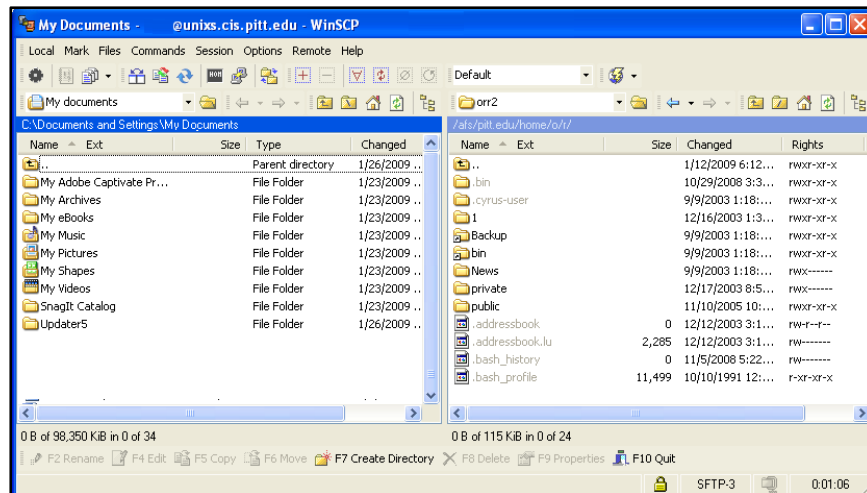 My Documents - @unixs.cis.pitt.edu - WinSCP
Local Mark Files Commands Session Options Remote Help
Default
My documents
orr2
C:\Documents and Settings\My Documents
/afs/pitt.edu/home/o/r/
Name Ext Size Type Changed
Name Ext Size Changed Rights
.. Parent directory 1/26/2009 ..
My Adobe Captivate Pr... File Folder 1/23/2009 ..
My Archives File Folder 1/23/2009 ..
My eBooks File Folder 1/23/2009 ..
My Music File Folder 1/23/2009 ..
My Pictures File Folder 1/23/2009 ..
My Shapes File Folder 1/23/2009 ..
My Videos File Folder 1/23/2009 ..
SnagIt Catalog File Folder 1/23/2009 ..
Updater5 File Folder 1/26/2009 ..
.. 1/12/2009 6:12... rwxr-xr-x
.bin 10/29/2008 3:3... rwxr-xr-x
.cyrus-user 9/9/2003 1:18:... rwxr-xr-x
1 12/16/2003 1:3... rwxr-xr-x
Backup 9/9/2003 1:18:... rwxr-xr-x
bin 9/9/2003 1:18:... rwxr-xr-x
News 9/9/2003 1:18:... rwx------
private 12/17/2003 8:5... rwx------
public 11/10/2005 10:... rwxr-xr-x
.addressbook 0 12/12/2003 3:1... rw-r--r--
.addressbook.lu 2,285 12/12/2003 3:1... rw-------
.bash_history 0 11/5/2008 5:22... rw-------
.bash_profile 11,499 10/10/1991 12:... r-xr-xr-x
0 B of 98,350 KiB in 0 of 34
0 B of 115 KiB in 0 of 24
F2 Rename F4 Edit F5 Copy F6 Move F7 Create Directory F8 Delete F9 Properties F10 Quit
SFTP-3 0:01:06